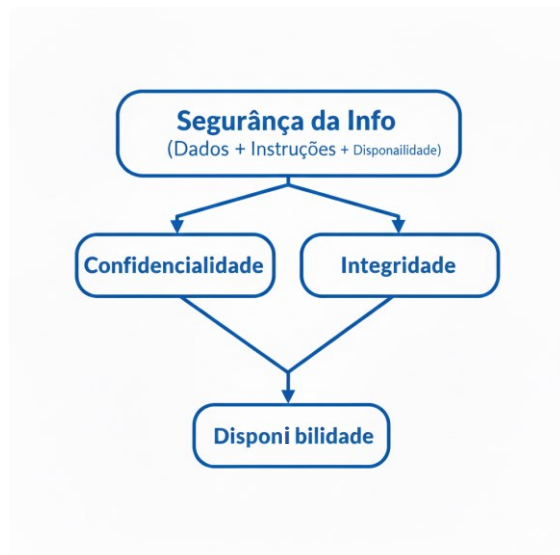 Segurânça da Info
(Dados + Instruções + Disponailidade)
Confidencialidade
Integridade
Disponi bilidade